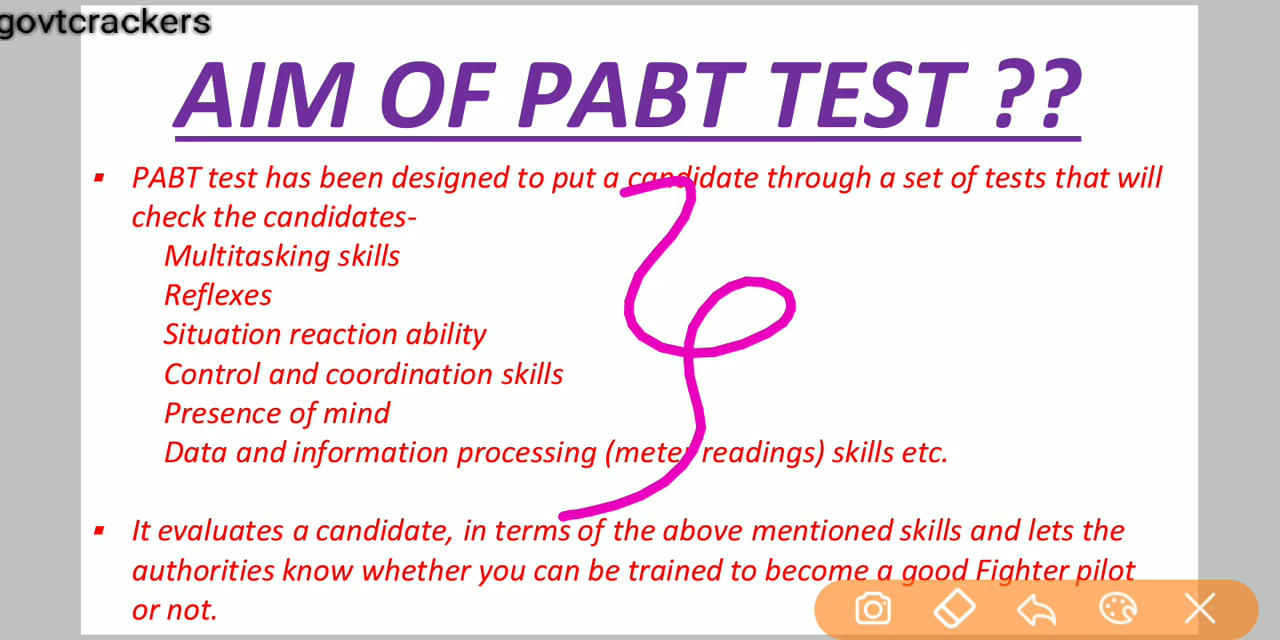 govtcrackers
AIM OF PABT TEST ??
▪ PABT test has been designed to put a candidate through a set of tests that will
check the candidates-
Multitasking skills
Reflexes
Situation reaction ability
Control and coordination skills
Presence of mind
Data and information processing (meter readings) skills etc.
▪ It evaluates a candidate, in terms of the above mentioned skills and lets the
authorities know whether you can be trained to become a good Fighter pilot
or not.